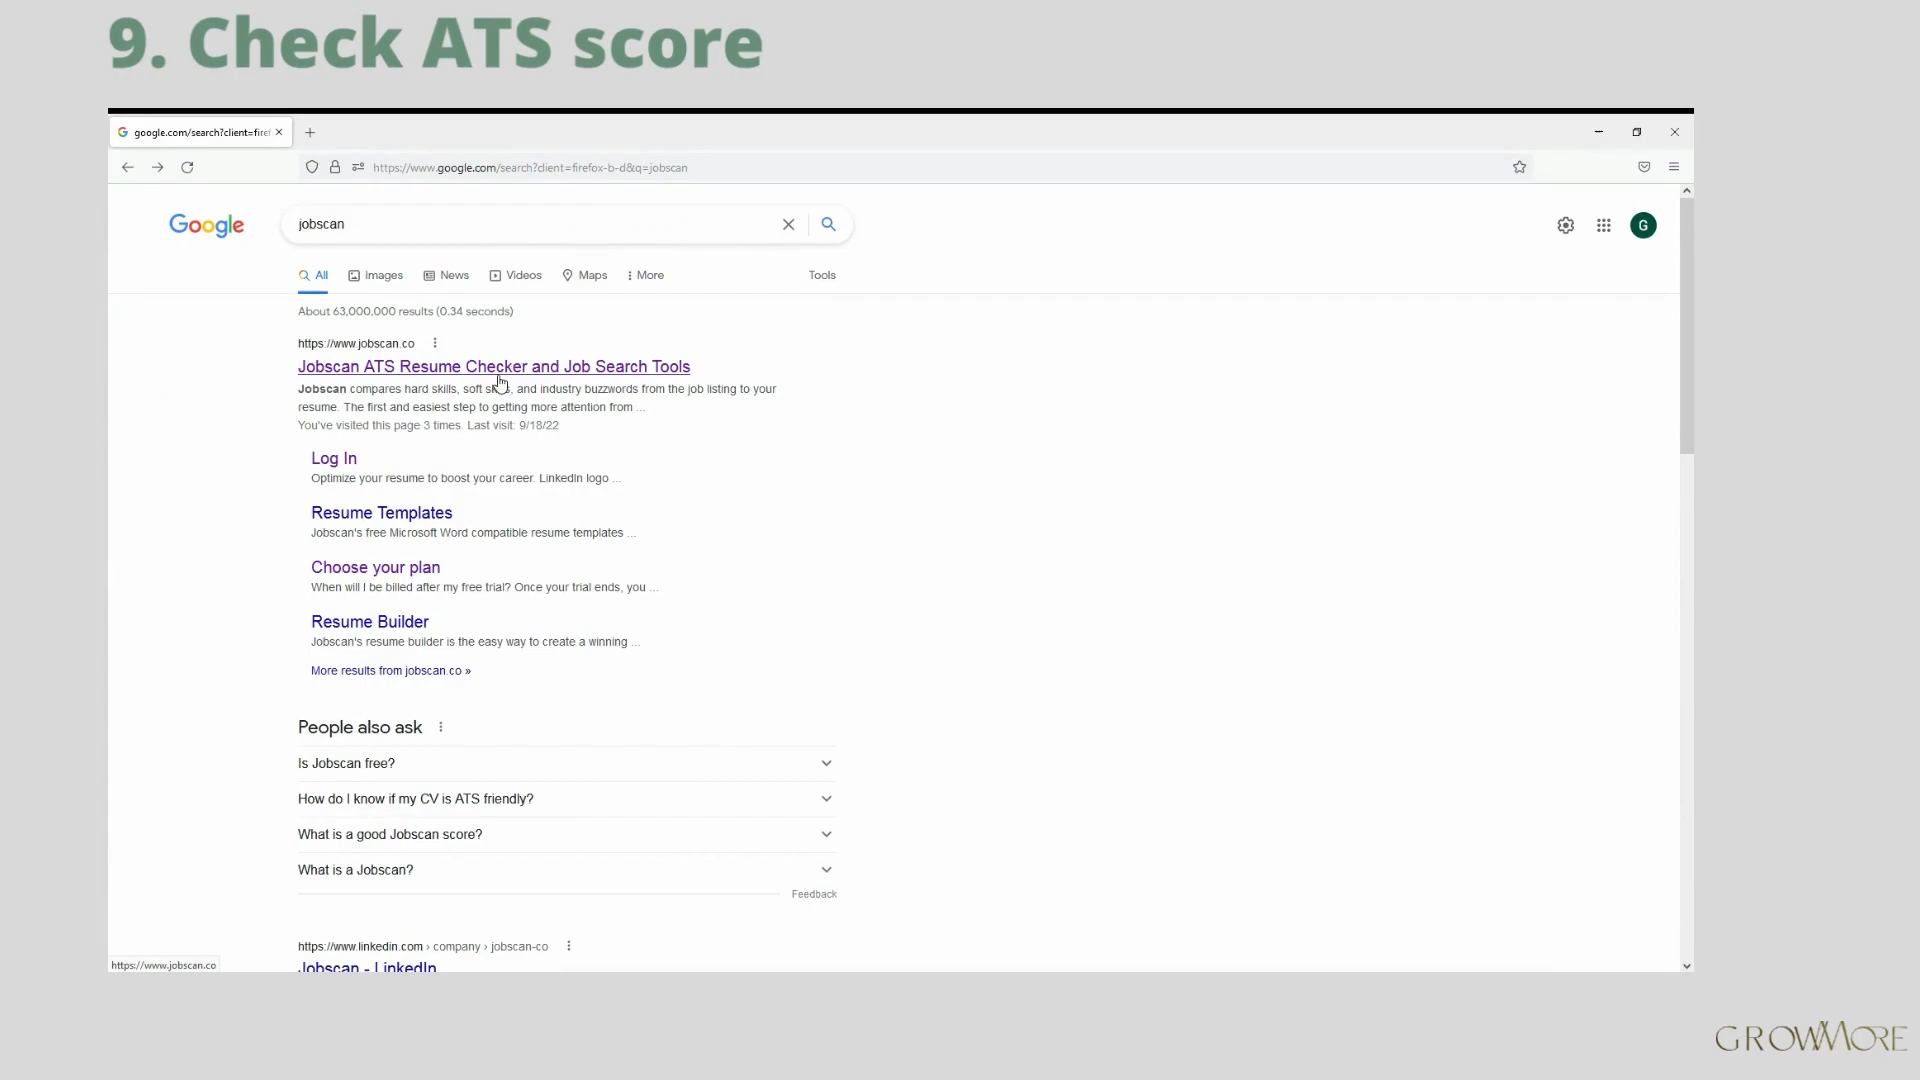 9. Check ATS score
google.com/search?client=firef
https://www.google.com/search?client=firefox-b-d&q=jobscan
Google
jobscan
G
All Images News Videos Maps More Tools
About 63,000,000 results (0.34 seconds)
https://www.jobscan.co
Jobscan ATS Resume Checker and Job Search Tools
Jobscan compares hard skills, soft skills, and industry buzzwords from the job listing to your
resume. The first and easiest step to getting more attention from ...
You've visited this page 3 times. Last visit: 9/18/22
Log In
Optimize your resume to boost your career. LinkedIn logo ...
Resume Templates
Jobscan's free Microsoft Word compatible resume templates ...
Choose your plan
When will I be billed after my free trial? Once your trial ends, you ...
Resume Builder
Jobscan's resume builder is the easy way to create a winning ...
More results from jobscan.co »
People also ask
Is Jobscan free?
How do I know if my CV is ATS friendly?
What is a good Jobscan score?
What is a Jobscan?
Feedback
https://www.linkedin.com › company › jobscan-co
Jobscan - LinkedIn
https://www.jobscan.co
GROWMORE